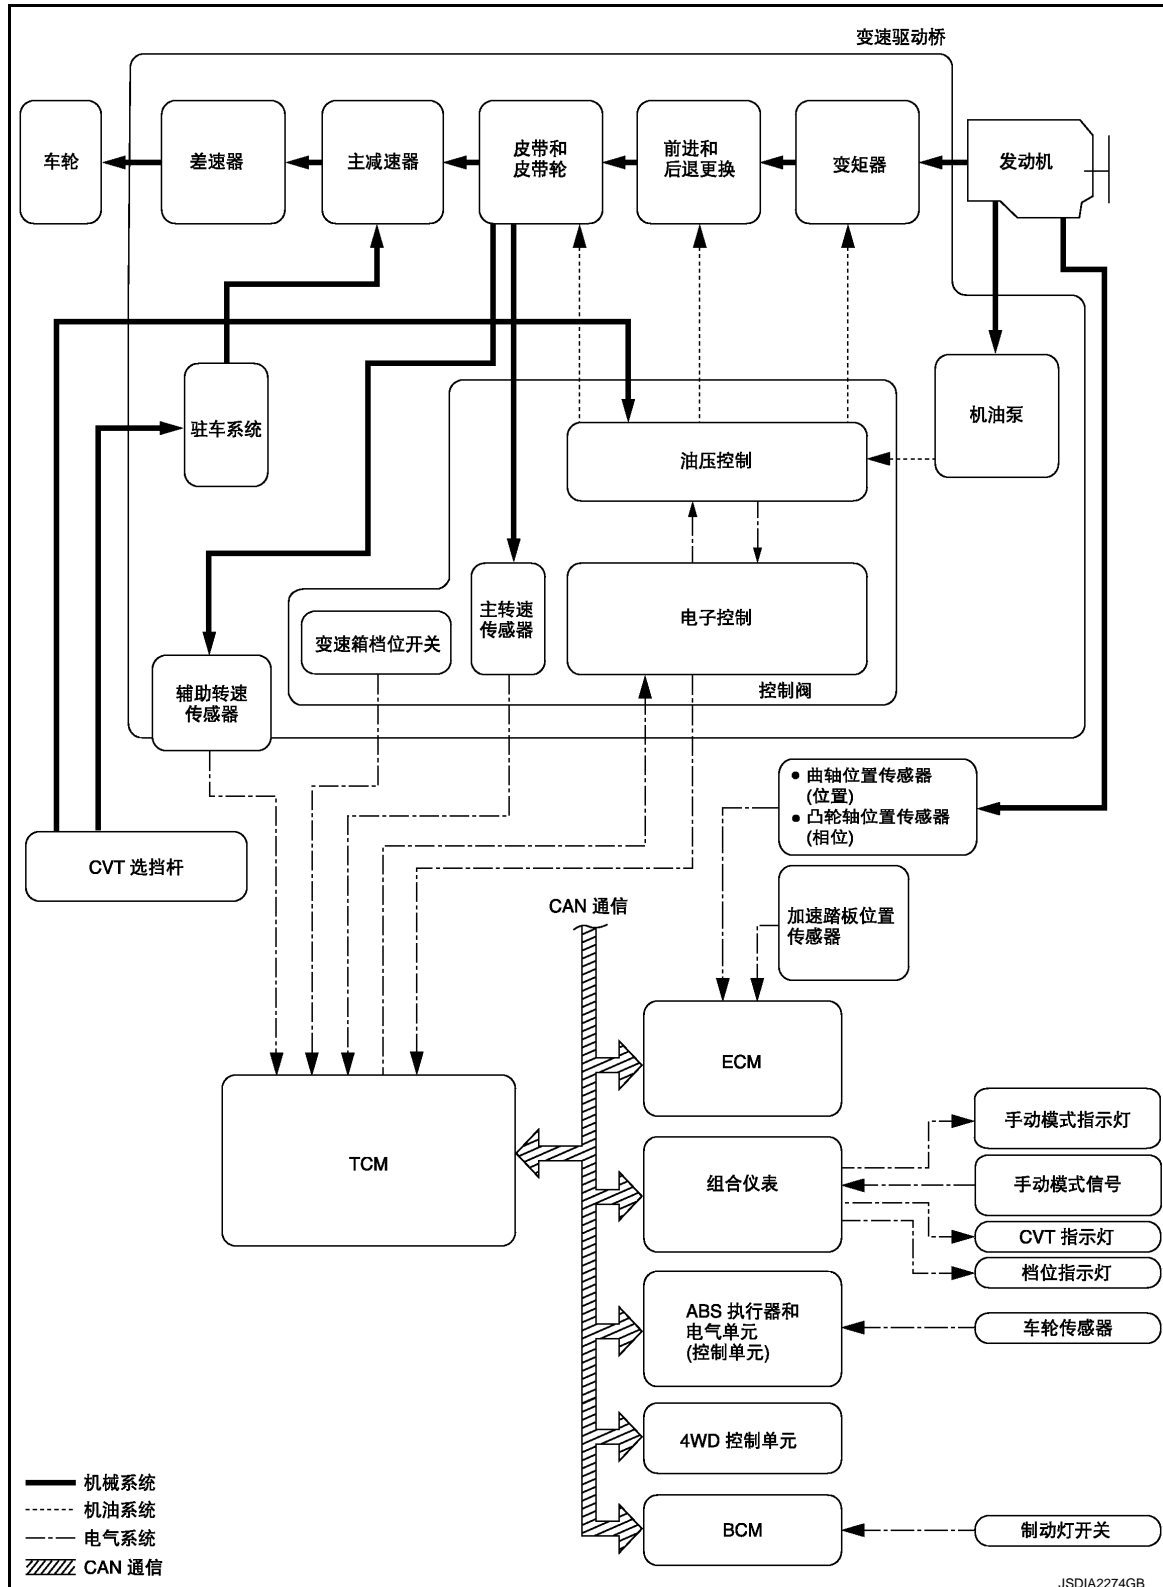 变速驱动桥
车轮
差速器
主减速器
皮带和
皮带轮
前进和
后退更换
变矩器
发动机
驻车系统
油压控制
机油泵
主转速
传感器
电子控制
变速箱档位开关
控制阀
辅助转速
传感器
● 曲轴位置传感器
(位置)
● 凸轮轴位置传感器
(相位)
CVT 选挡杆
加速踏板位置
传感器
CAN 通信
ECM
TCM
组合仪表
手动模式指示灯
手动模式信号
CVT 指示灯
档位指示灯
ABS 执行器和
电气单元
(控制单元)
车轮传感器
4WD 控制单元
BCM
制动灯开关
机械系统
机油系统
电气系统
CAN 通信
JSDIA2274GB